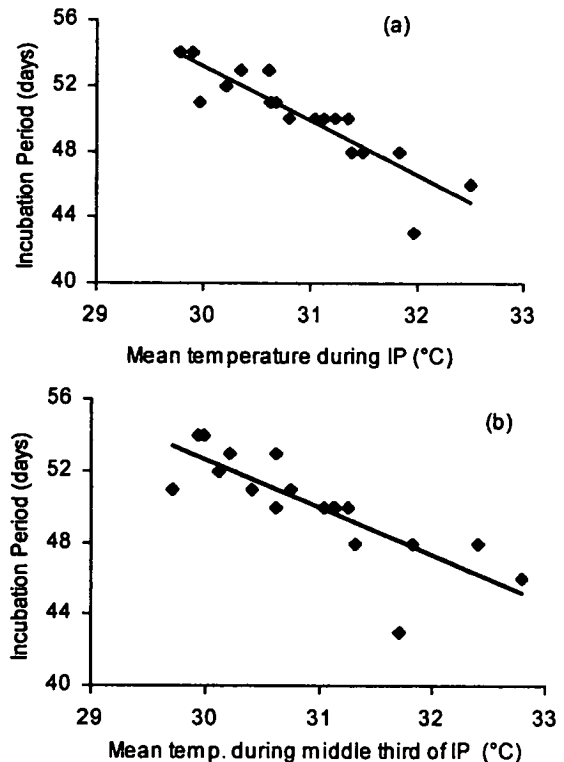 (a)
Incubation Period (days)
56
52
48
44
40
29 30 31 32 33
Mean temperature during IP (°C)
(b)
Incubation Period (days)
56
52
48
44
40
29 30 31 32 33
Mean temp. during middle third of IP (°C)